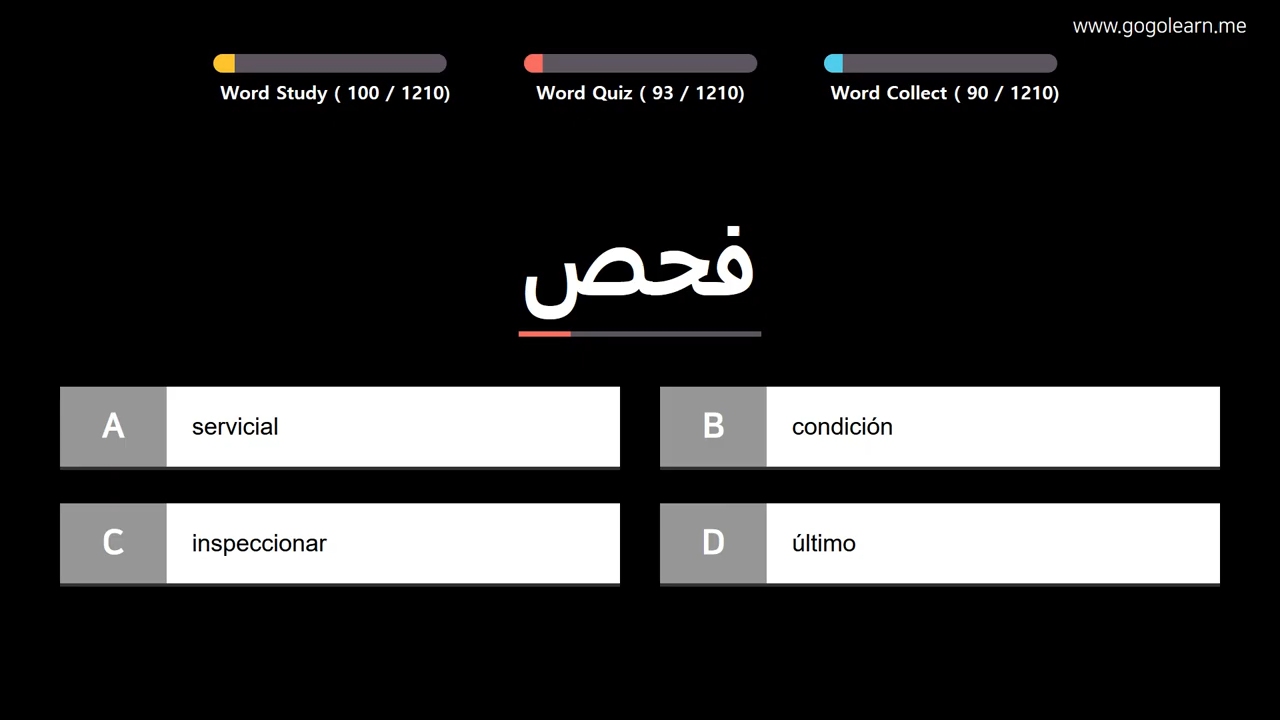 www.gogolearn.me
Word Study ( 100 / 1210)
Word Quiz ( 93 / 1210)
Word Collect ( 90 / 1210)
فحص
A servicial
B condición
C inspeccionar
D último